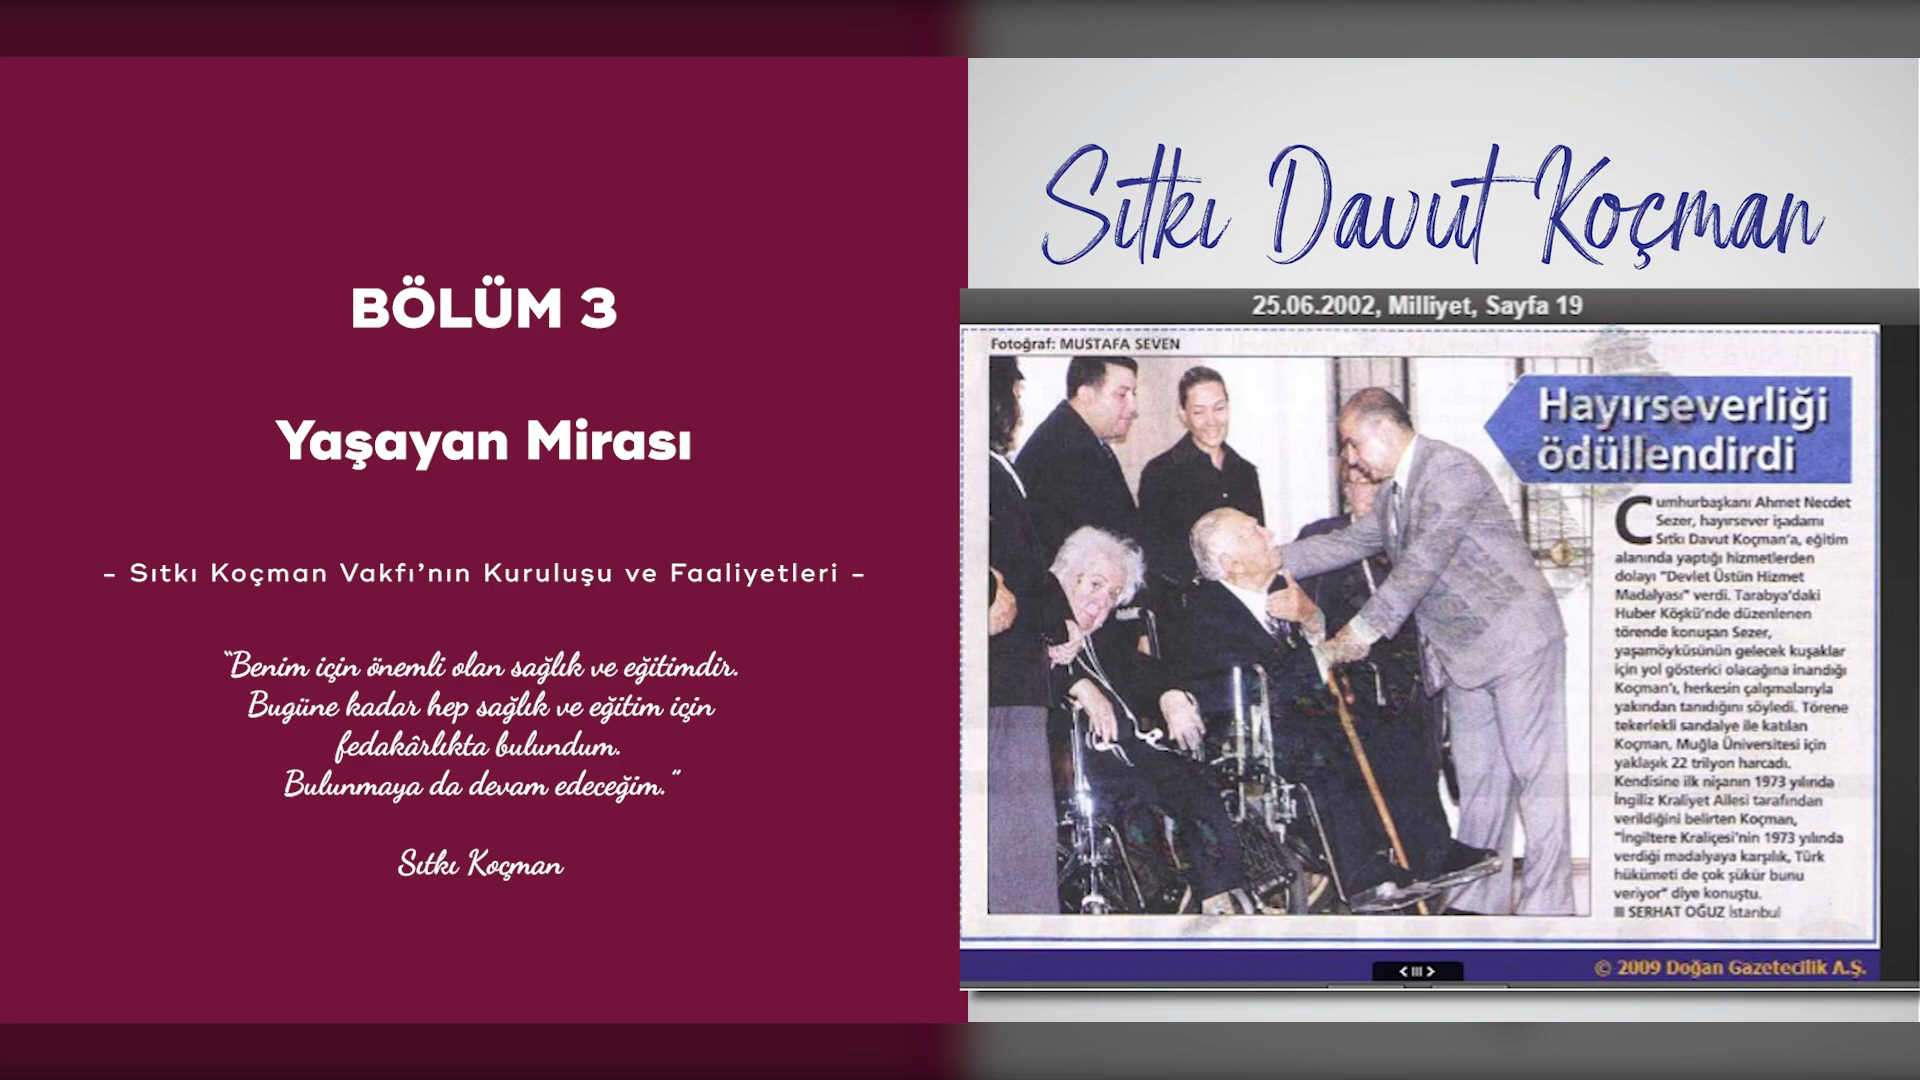 BÖLÜM 3
Yaşayan Mirası
– Sıtkı Koçman Vakfı’nın Kuruluşu ve Faaliyetleri –
“Benim için önemli olan sağlık ve eğitimdir.
Bugüne kadar hep sağlık ve eğitim için
fedakârlıkta bulundum.
Bulunmaya da devam edeceğim.”
Sıtkı Koçman
Sıtkı Davut Koçman
25.06.2002, Milliyet, Sayfa 19
Fotoğraf: MUSTAFA SEVEN
Hayırseverliği
ödüllendirdi
Cumhurbaşkanı Ahmet Necdet
Sezer, hayırsever işadamı
Sıtkı Davut Koçman’a, eğitim
alanında yaptığı hizmetlerden
dolayı "Devlet Üstün Hizmet
Madalyası" verdi. Tarabya’daki
Huber Köşkü’nde düzenlenen
törende konuşan Sezer,
yaşamöyküsünün gelecek kuşaklar
için yol gösterici olacağına inandığı
Koçman’ı, herkesin çalışmalarıyla
yakından tanıdığını söyledi. Törene
tekerlekli sandalye ile katılan
Koçman, Muğla Üniversitesi için
yaklaşık 22 trilyon harcadı.
Kendisine ilk nişanın 1973 yılında
İngiliz Kraliyet Ailesi tarafından
verildiğini belirten Koçman,
"İngiltere Kraliçesi’nin 1973 yılında
verdiği madalyaya karşılık, Türk
hükümeti de çok şükür bunu
veriyor" diye konuştu.
SERHAT OĞUZ İstanbul
© 2009 Doğan Gazetecilik A.Ş.